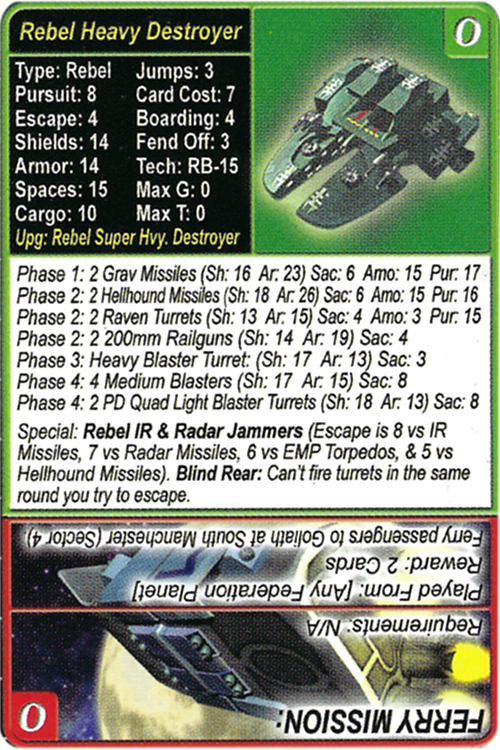 Rebel Heavy Destroyer
O
Type: Rebel Jumps: 3
Pursuit: 8 Card Cost: 7
Escape: 4 Boarding: 4
Shields: 14 Fend Off: 3
Armor: 14 Tech: RB-15
Spaces: 15 Max G: 0
Cargo: 10 Max T: 0
Upg: Rebel Super Hvy. Destroyer
Phase 1: 2 Grav Missiles (Sh: 16 Ar: 23) Sac: 6 Amo: 15 Pur: 17
Phase 2: 2 Hellhound Missiles (Sh: 18 Ar: 26) Sac: 6 Amo: 15 Pur: 16
Phase 2: 2 Raven Turrets (Sh: 13 Ar: 15) Sac: 4 Amo: 3 Pur: 15
Phase 2: 2 200mm Railguns (Sh: 14 Ar: 19) Sac: 4
Phase 3: Heavy Blaster Turret: (Sh: 17 Ar: 13) Sac: 3
Phase 4: 4 Medium Blasters (Sh: 17 Ar: 15) Sac: 8
Phase 4: 2 PD Quad Light Blaster Turrets (Sh: 18 Ar: 13) Sac: 8
Special: Rebel IR & Radar Jammers (Escape is 8 vs IR
Missiles, 7 vs Radar Missiles, 6 vs EMP Torpedos, & 5 vs
Hellhound Missiles). Blind Rear: Can't fire turrets in the same
round you try to escape.
FERRY MISSION:
Requirements: N/A
Played From: [Any Federation Planet]
Reward: 2 Cards
Ferry passengers to Goliath at South Manchester (Sector 4)
O